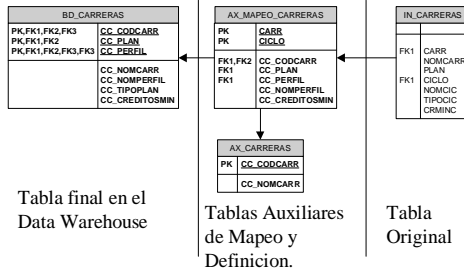 BD_CARRERAS
PK,FK1,FK2,FK3 CC_CODCARR
PK,FK1,FK2 CC_PLAN
PK,FK1,FK2,FK3,FK3 CC_PERFIL
CC_NOMCARR
CC_NOMPERFIL
CC_TIPOPLAN
CC_CREDITOSMIN
AX_MAPEO_CARRERAS
PK CARR
PK CICLO
FK1,FK2 CC_CODCARR
FK1 CC_PLAN
FK1 CC_PERFIL
CC_NOMPERFIL
CC_CREDITOSMIN
IN_CARRERAS
FK1 CARR
NOMCARR
PLAN
FK1 CICLO
NOMCIC
TIPOCIC
CRMINC
AX_CARRERAS
PK CC_CODCARR
CC_NOMCARR
Tabla final en el
Data Warehouse
Tablas Auxiliares
de Mapeo y
Definicion.
Tabla
Original